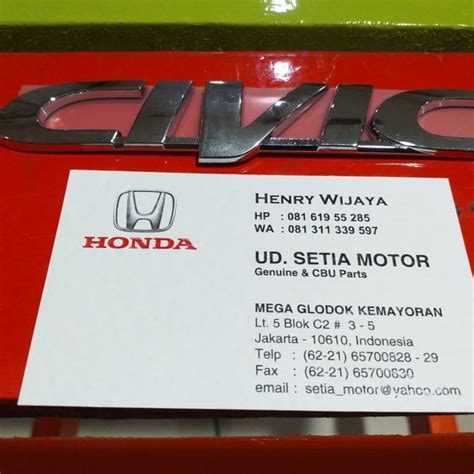 CIVIC
HENRY WIJAYA
HP : 081 619 55 285
WA : 081 311 339 597
HONDA
UD. SETIA MOTOR
Genuine & CBU Parts
MEGA GLODOK KEMAYORAN
Lt. 5 Blok C2 # 3 - 5
Jakarta - 10610, Indonesia
Telp : (62-21) 65700828 - 29
Fax : (62-21) 65700830
email : setia_motor@yahoo.com